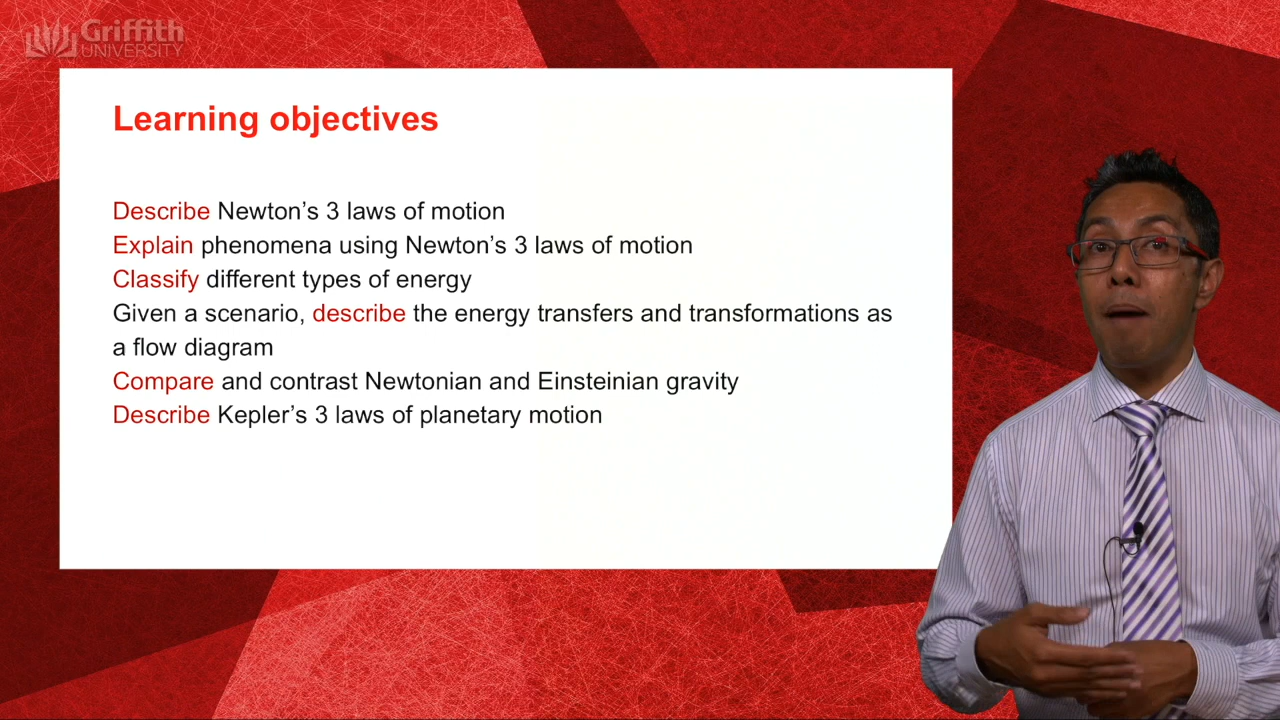 Griffith
UNIVERSITY
Learning objectives
Describe Newton’s 3 laws of motion
Explain phenomena using Newton’s 3 laws of motion
Classify different types of energy
Given a scenario, describe the energy transfers and transformations as
a flow diagram
Compare and contrast Newtonian and Einsteinian gravity
Describe Kepler’s 3 laws of planetary motion